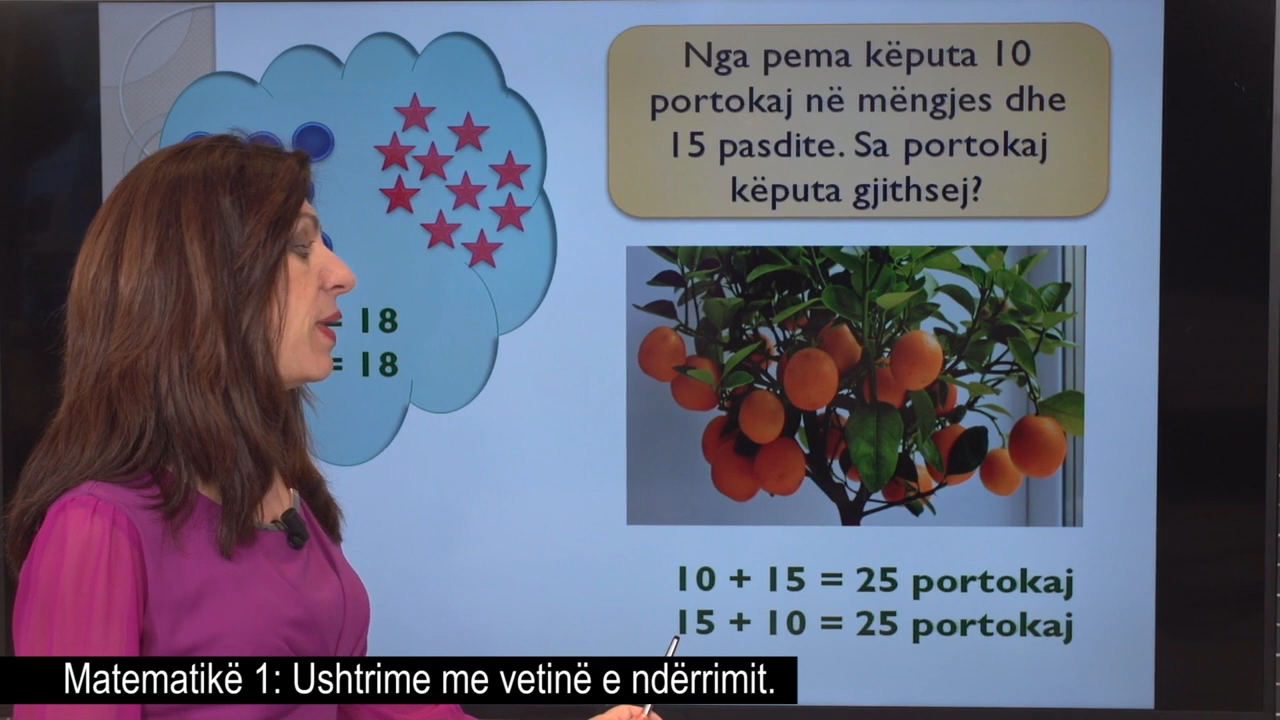 Nga pema këputa 10
portokaj në mëngjes dhe
15 pasdite. Sa portokaj
këputa gjithsej?
= 18
= 18
10 + 15 = 25 portokaj
15 + 10 = 25 portokaj
Matematikë 1: Ushtrime me vetinë e ndërrimit.